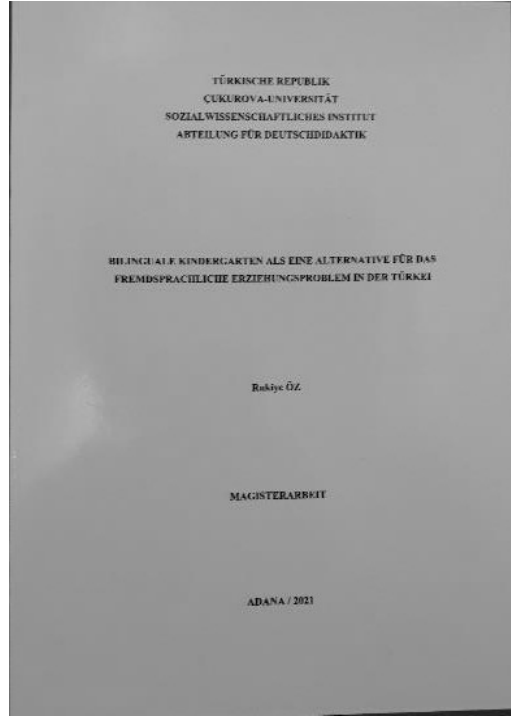 TÜRKISCHE REPUBLIK
ÇUKUROVA-UNIVERSITÄT
SOZIALWISSENSCHAFTLICHES INSTITUT
ABTEILUNG FÜR DEUTSCHDIDAKTIK
BILINGUALE KINDERGARTEN ALS EINE ALTERNATIVE FÜR DAS
FREMDSPRACHLICHE ERZIEHUNGSPROBLEM IN DER TÜRKEI
Rukiye ÖZ
MAGISTERARBEIT
ADANA / 2021